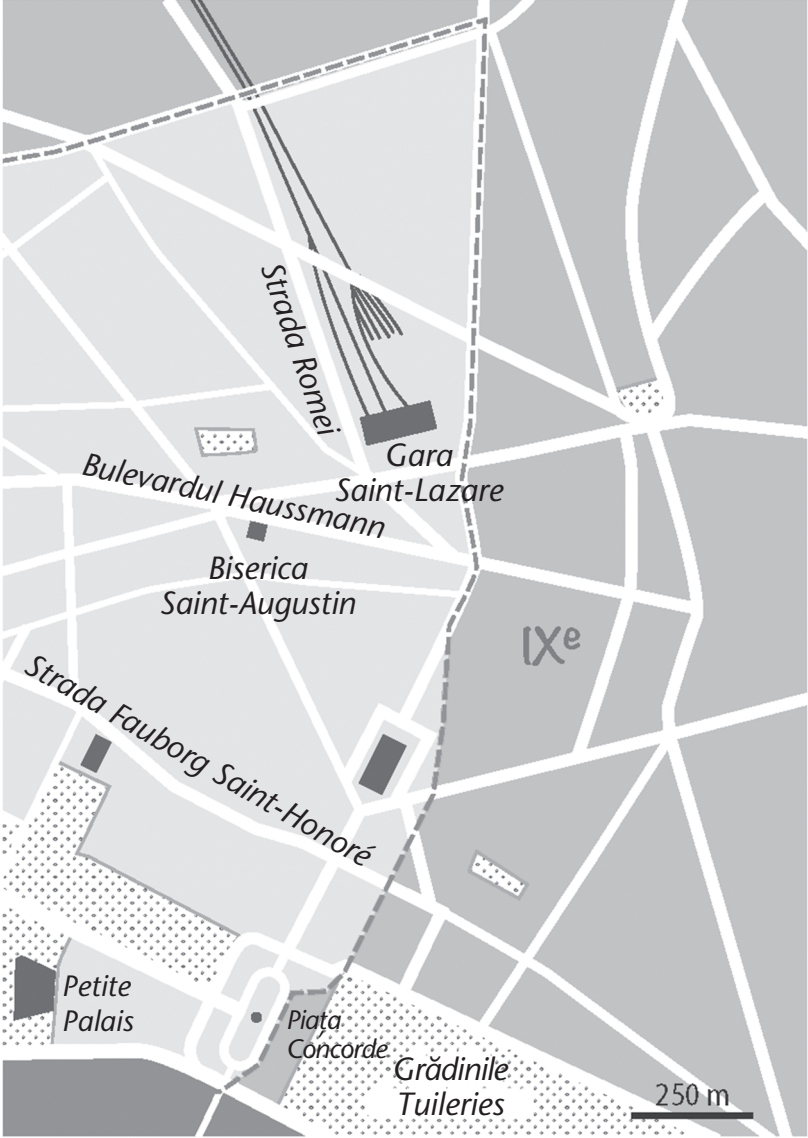 Strada Romei
Gara
Saint-Lazare
Bulevardul Haussmann
Biserica
Saint-Augustin
IXe
Strada Fauborg Saint-Honoré
Petite
Palais
Piața
Concorde
Grădinile
Tuileries
250 m